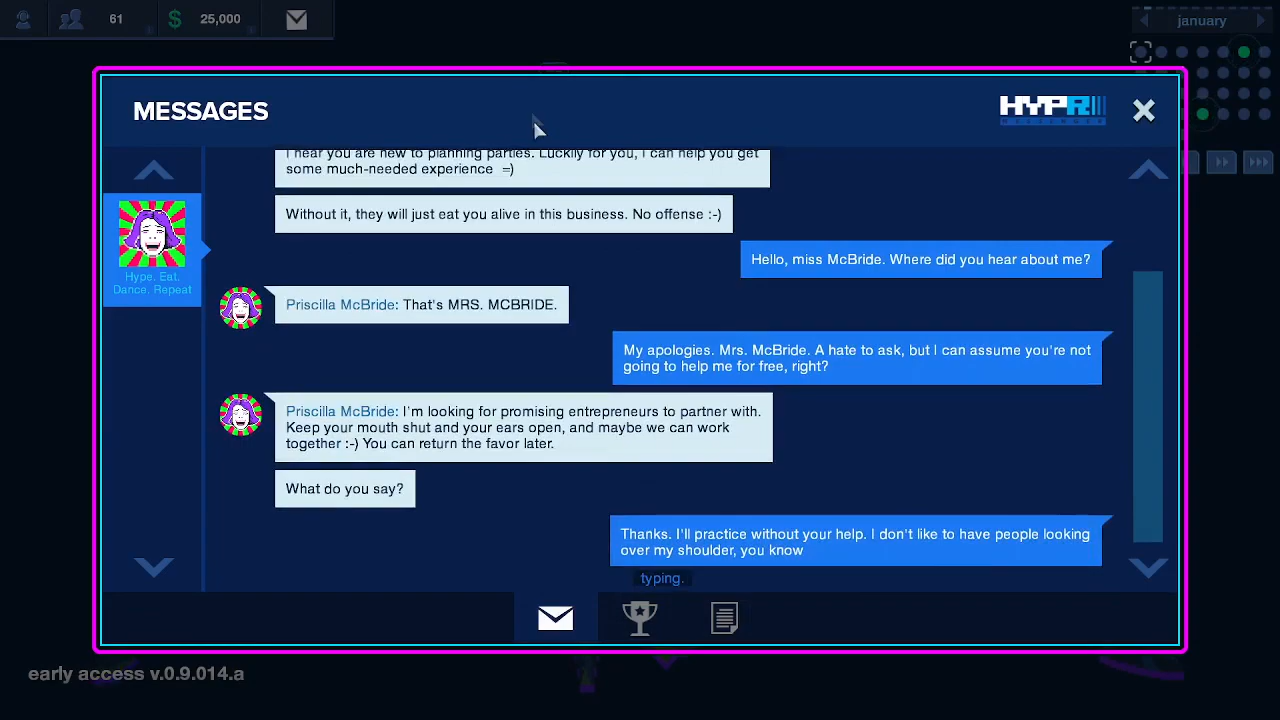 61
$ 25,000
january
MESSAGES
HYPR
MESSENGER
I hear you are new to planning parties. Luckily for you, I can help you get
some much-needed experience =)
Without it, they will just eat you alive in this business. No offense :-)
Hype. Eat.
Dance. Repeat
Hello, miss McBride. Where did you hear about me?
Priscilla McBride: That's MRS. MCBRIDE.
My apologies. Mrs. McBride. A hate to ask, but I can assume you're not
going to help me for free, right?
Priscilla McBride: I'm looking for promising entrepreneurs to partner with.
Keep your mouth shut and your ears open, and maybe we can work
together :-) You can return the favor later.
What do you say?
Thanks. I'll practice without your help. I don't like to have people looking
over my shoulder, you know
typing.
early access v.0.9.014.a